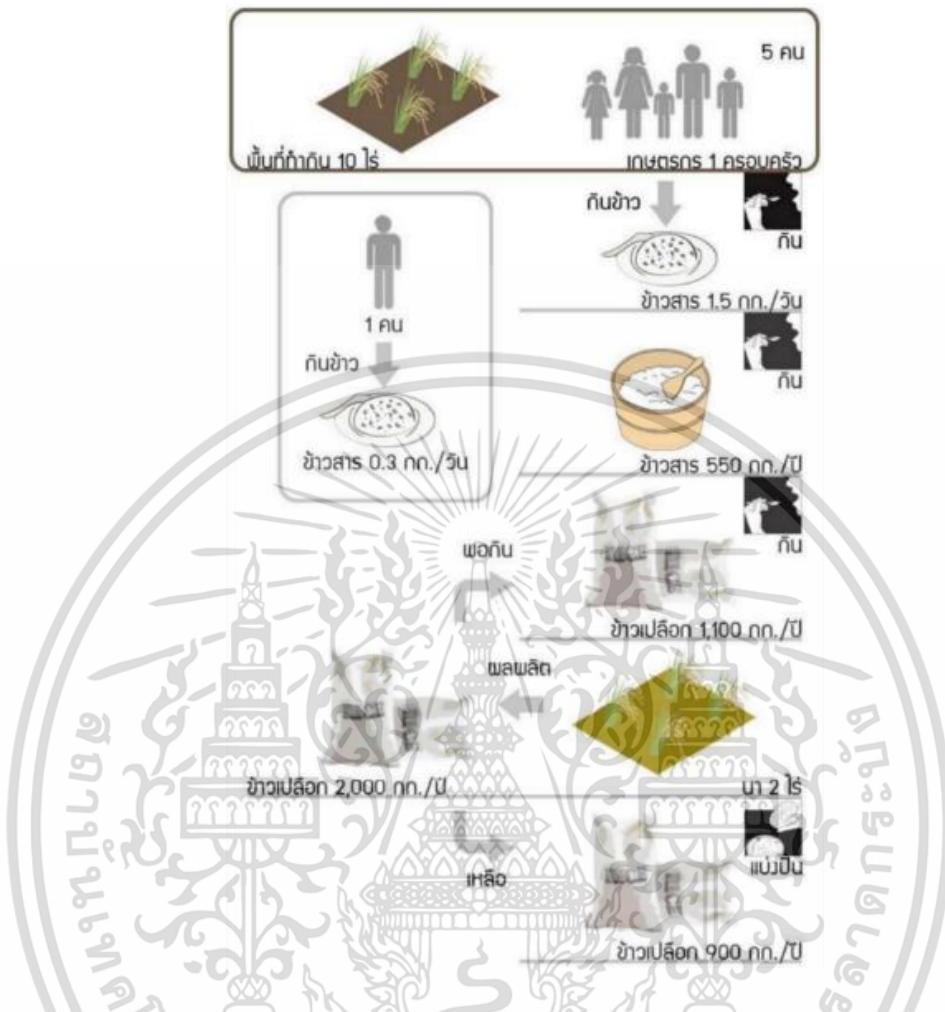 5 คน
พื้นที่ทำกิน 10 ไร่
เกษตรกร 1 ครอบครัว
กินข้าว
กิน
ข้าวสาร 1.5 กก./วัน
1 คน
กินข้าว
ข้าวสาร 0.3 กก./วัน
กิน
ข้าวสาร 550 กก./ปี
พอกิน
กิน
ข้าวเปลือก 1,100 กก./ปี
ผลผลิต
ข้าวเปลือก 2,000 กก./ปี
นา 2 ไร่
เหลือ
แบ่งปัน
ข้าวเปลือก 900 กก./ปี